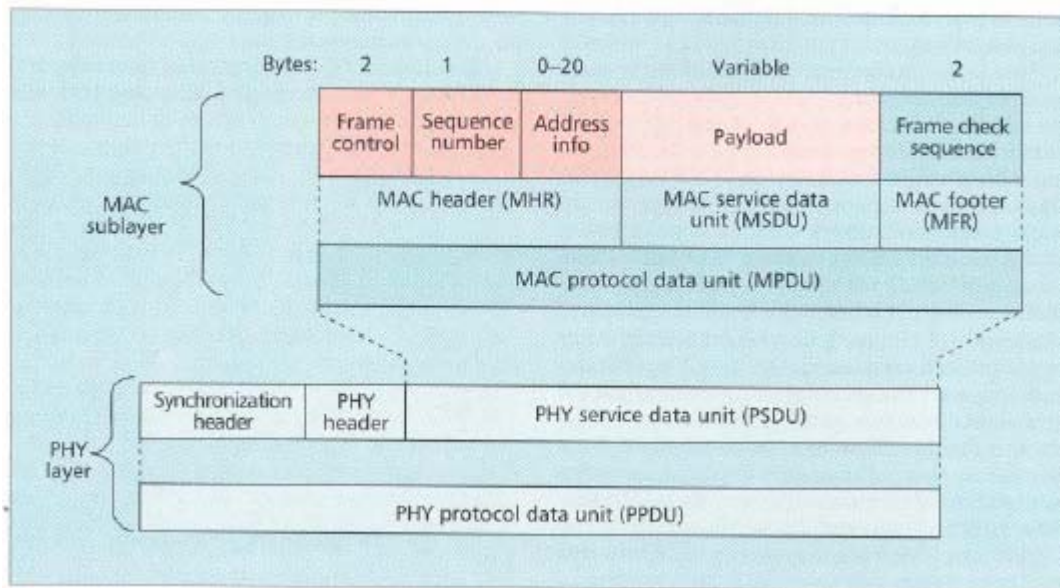 Bytes: 2 1 0–20 Variable 2
Frame control
Sequence number
Address info
Payload
Frame check sequence
MAC sublayer
MAC header (MHR)
MAC service data unit (MSDU)
MAC footer (MFR)
MAC protocol data unit (MPDU)
Synchronization header
PHY header
PHY service data unit (PSDU)
PHY layer
PHY protocol data unit (PPDU)